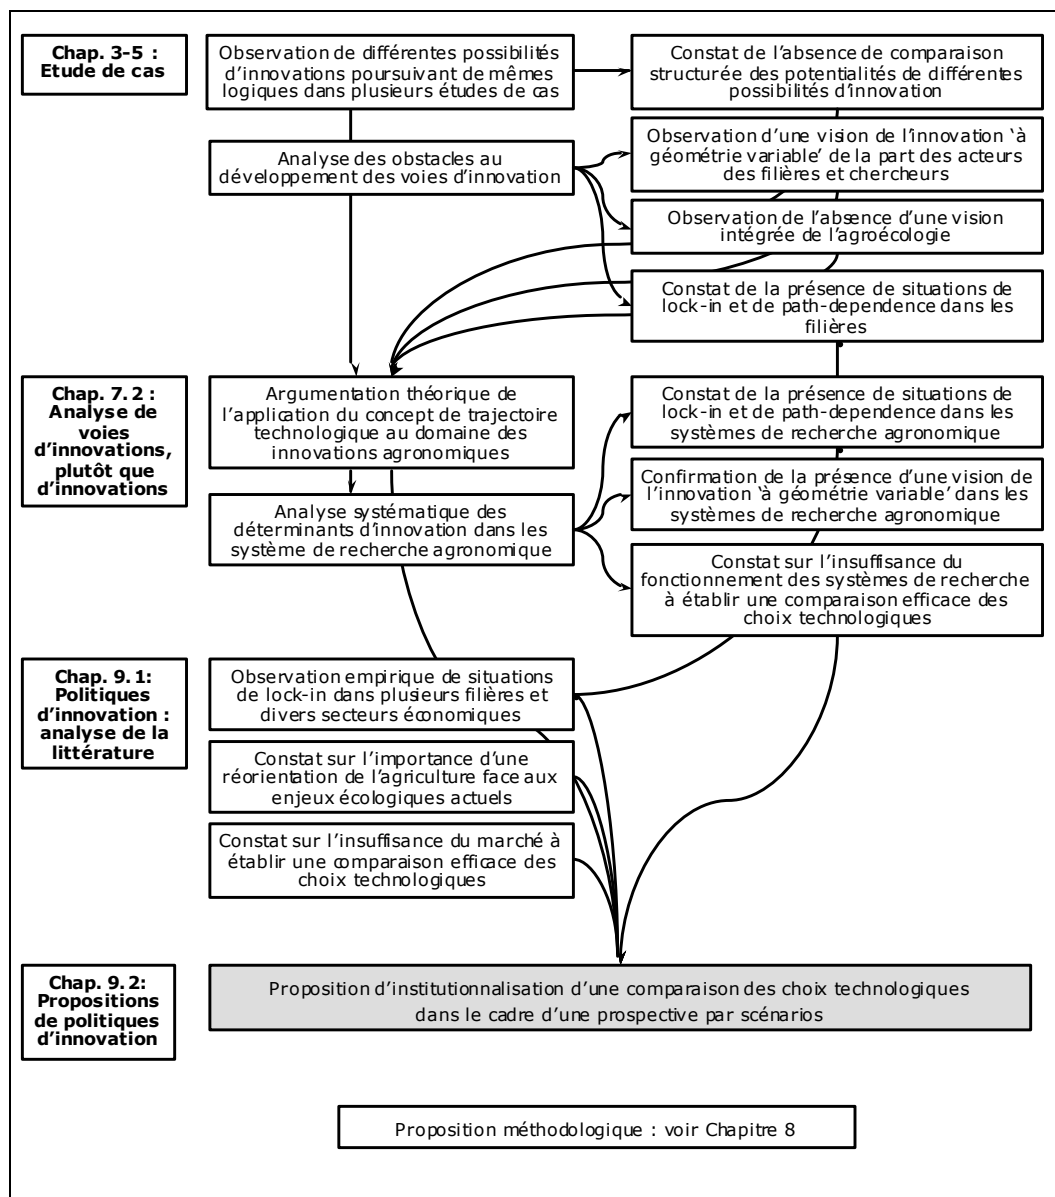 Chap. 3-5 :
Etude de cas
Observation de différentes possibilités
d'innovations poursuivant de mêmes
logiques dans plusieurs études de cas
Constat de l'absence de comparaison
structurée des potentialités de différentes
possibilités d'innovation
Analyse des obstacles au
développement des voies d'innovation
Observation d'une vision de l'innovation ‘à
géométrie variable’ de la part des acteurs
des filières et chercheurs
Observation de l'absence d'une vision
intégrée de l'agroécologie
Constat de la présence de situations de
lock-in et de path-dependence dans les
filières
Chap. 7.2 :
Analyse de
voies
d'innovations,
plutôt que
d'innovations
Argumentation théorique de
l'application du concept de trajectoire
technologique au domaine des
innovations agronomiques
Constat de la présence de situations de
lock-in et de path-dependence dans les
systèmes de recherche agronomique
Analyse systématique des
déterminants d'innovation dans les
système de recherche agronomique
Confirmation de la présence d'une vision de
l'innovation ‘à géométrie variable’ dans les
systèmes de recherche agronomique
Constat sur l'insuffisance du
fonctionnement des systèmes de recherche
à établir une comparaison efficace des
choix technologiques
Chap. 9.1:
Politiques
d'innovation :
analyse de la
littérature
Observation empirique de situations
de lock-in dans plusieurs filières et
divers secteurs économiques
Constat sur l'importance d'une
réorientation de l'agriculture face aux
enjeux écologiques actuels
Constat sur l'insuffisance du marché à
établir une comparaison efficace des
choix technologiques
Chap. 9.2:
Propositions
de politiques
d'innovation
Proposition d'institutionnalisation d'une comparaison des choix technologiques
dans le cadre d'une prospective par scénarios
Proposition méthodologique : voir Chapitre 8